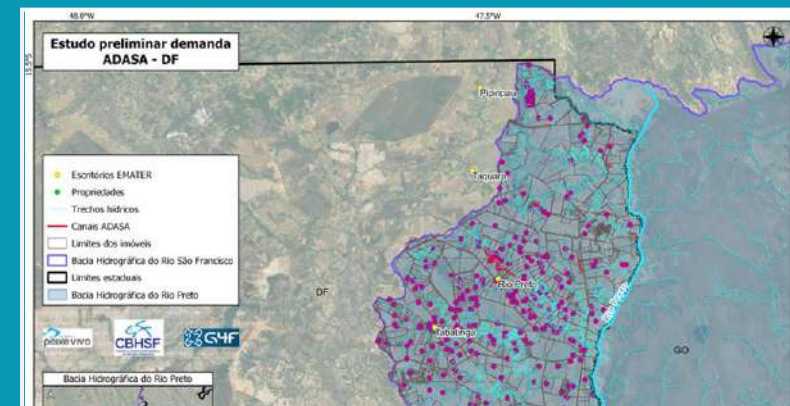 48.0°W
47.5°W
15.5°S
Estudo preliminar demanda
ADASA - DF
Pipiripau
Taquara
Escritórios EMATER
Propriedades
Trechos hídricos
Canais ADASA
Limites dos imóveis
Bacia Hidrográfica do Rio São Francisco
Limites estaduais
Bacia Hidrográfica do Rio Preto
DF
Rio Preto
Rio Preto
Tabatinga
GO
peixe vivo
CBHSF
G4F
Bacia Hidrográfica do Rio Preto